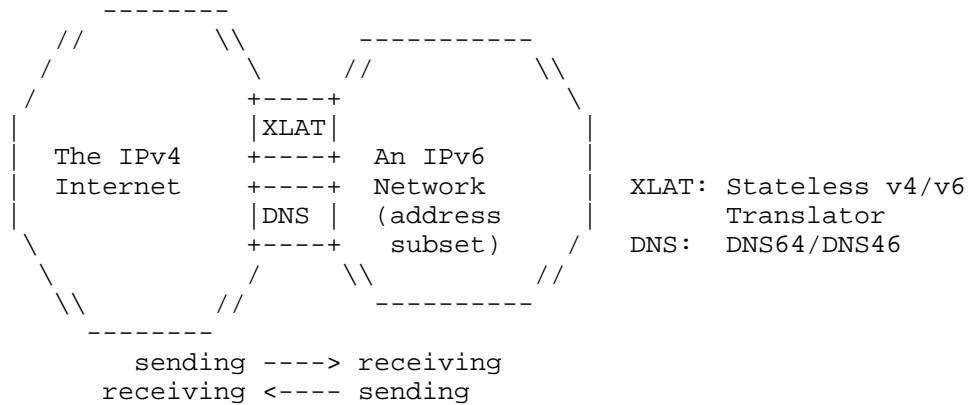 --------
// \\ -----------
/ \ // \\
/ +----+ \
| |XLAT| |
| The IPv4 +----+ An IPv6 |
| Internet +----+ Network | XLAT: Stateless v4/v6
| |DNS | (address | Translator
\ +----+ subset) / DNS: DNS64/DNS46
\ / \\ //
\\ // ----------
--------
sending ----> receiving
receiving <---- sending